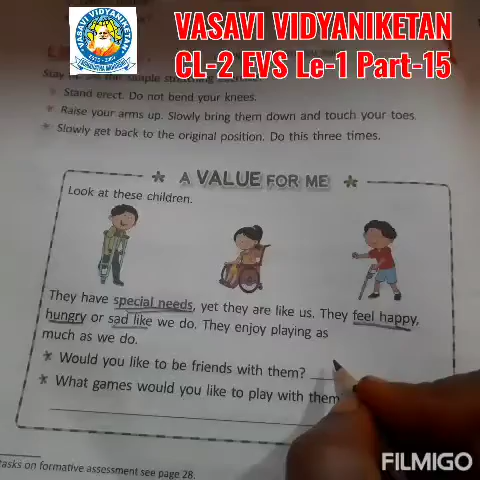 VASAVI VIDYANIKETAN
CL-2 EVS Le-1 Part-15
VASAVI VIDYANIKETAN
Stay simple
Stand erect. Do not bend your knees.
Raise your arms up. Slowly bring them down and touch your toes.
Slowly get back to the original position. Do this three times.
A VALUE FOR ME
Look at these children.
They have special needs, yet they are like us. They feel happy,
hungry or sad like we do. They enjoy playing as
much as we do.
Would you like to be friends with them?
What games would you like to play with them
tasks on formative assessment see page 28.
FILMIGO